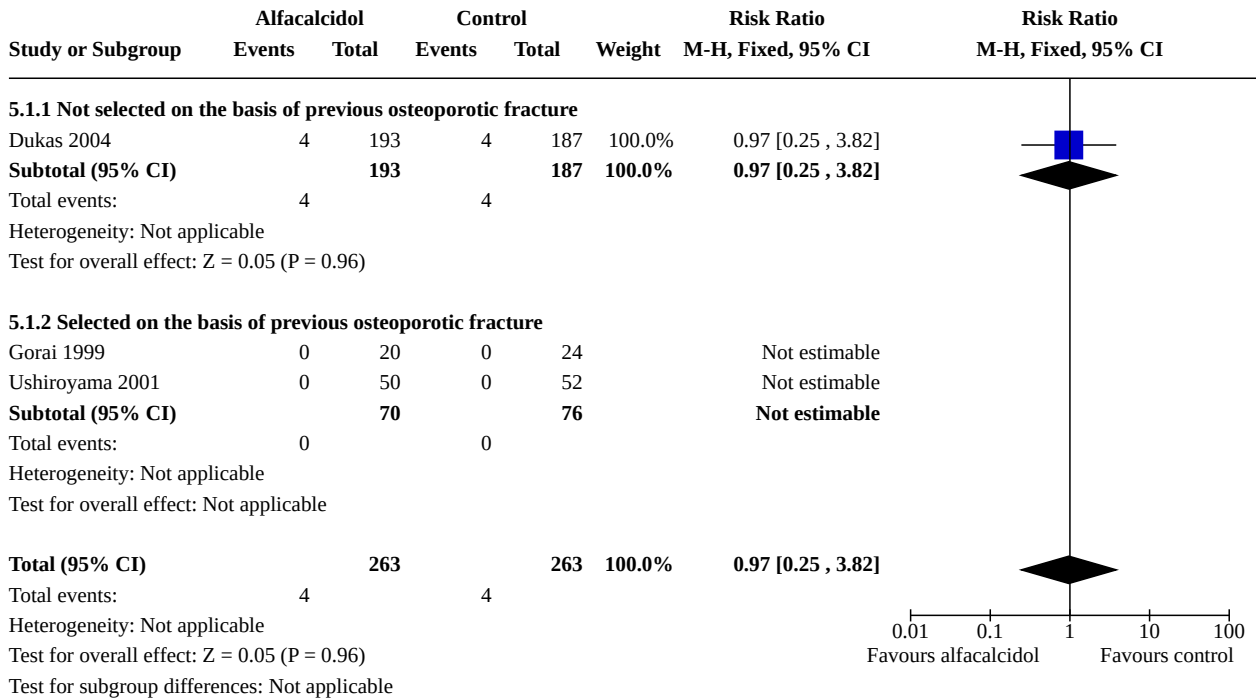 Alfacalcidol Control Risk Ratio Risk Ratio
Study or Subgroup Events Total Events Total Weight M-H, Fixed, 95% CI M-H, Fixed, 95% CI
5.1.1 Not selected on the basis of previous osteoporotic fracture
Dukas 2004 4 193 4 187 100.0% 0.97 [0.25 , 3.82]
Subtotal (95% CI) 193 187 100.0% 0.97 [0.25 , 3.82]
Total events: 4 4
Heterogeneity: Not applicable
Test for overall effect: Z = 0.05 (P = 0.96)
5.1.2 Selected on the basis of previous osteoporotic fracture
Gorai 1999 0 20 0 24 Not estimable
Ushiroyama 2001 0 50 0 52 Not estimable
Subtotal (95% CI) 70 76 Not estimable
Total events: 0 0
Heterogeneity: Not applicable
Test for overall effect: Not applicable
Total (95% CI) 263 263 100.0% 0.97 [0.25 , 3.82]
Total events: 4 4
Heterogeneity: Not applicable
0.01 0.1 1 10 100
Test for overall effect: Z = 0.05 (P = 0.96)
Favours alfacalcidol Favours control
Test for subgroup differences: Not applicable